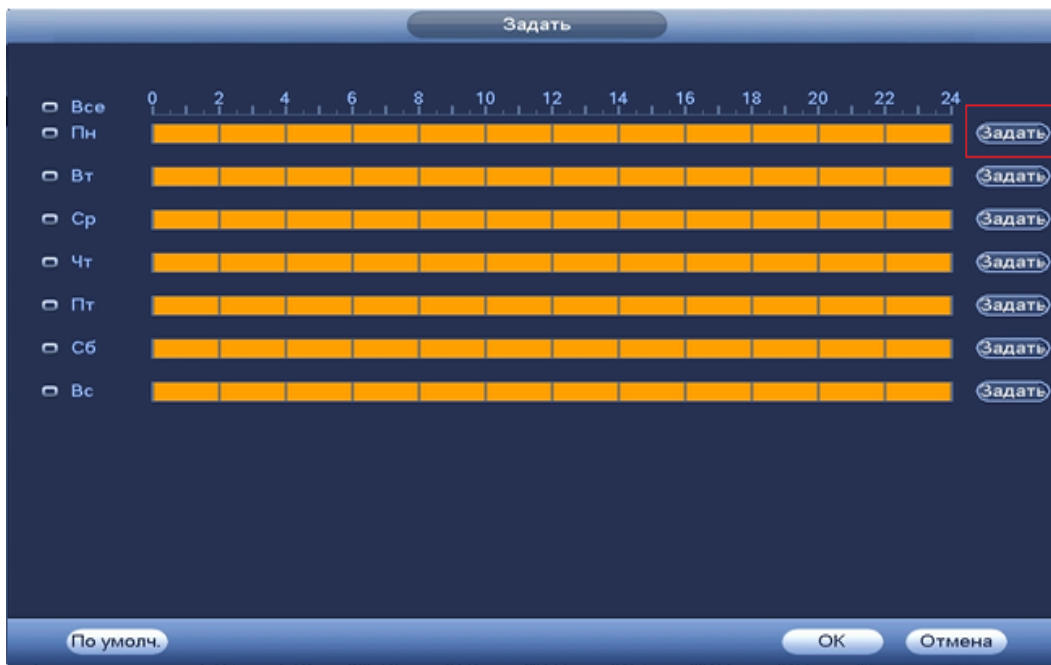 Задать
Все 0 2 4 6 8 10 12 14 16 18 20 22 24
Пн Задать
Вт Задать
Ср Задать
Чт Задать
Пт Задать
Сб Задать
Вс Задать
По умолч. OK Отмена